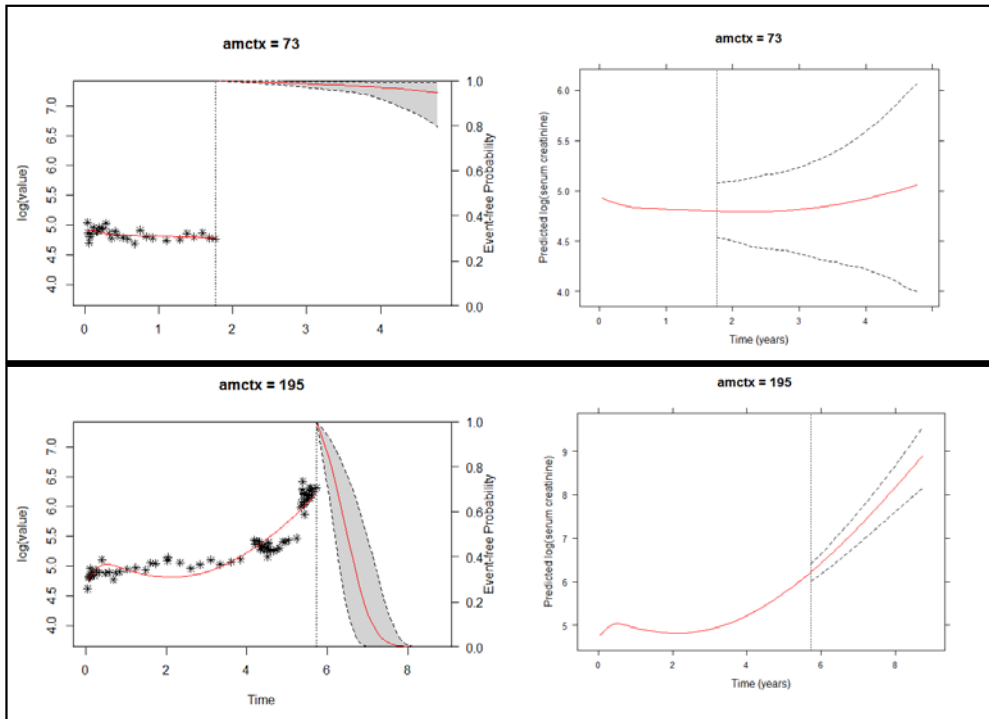 amctx = 73
log(value)
7.0
6.5
6.0
5.5
5.0
4.5
4.0
0 1 2 3 4
1.0
0.8
0.6
0.4
0.2
0.0
Event-free Probability
amctx = 73
Predicted log(serum creatinine)
6.0
5.5
5.0
4.5
4.0
0 1 2 3 4
Time (years)
amctx = 195
log(value)
7.0
6.5
6.0
5.5
5.0
4.5
4.0
0 2 4 6 8
Time
1.0
0.8
0.6
0.4
0.2
0.0
Event-free Probability
amctx = 195
Predicted log(serum creatinine)
9
8
7
6
5
0 2 4 6 8
Time (years)